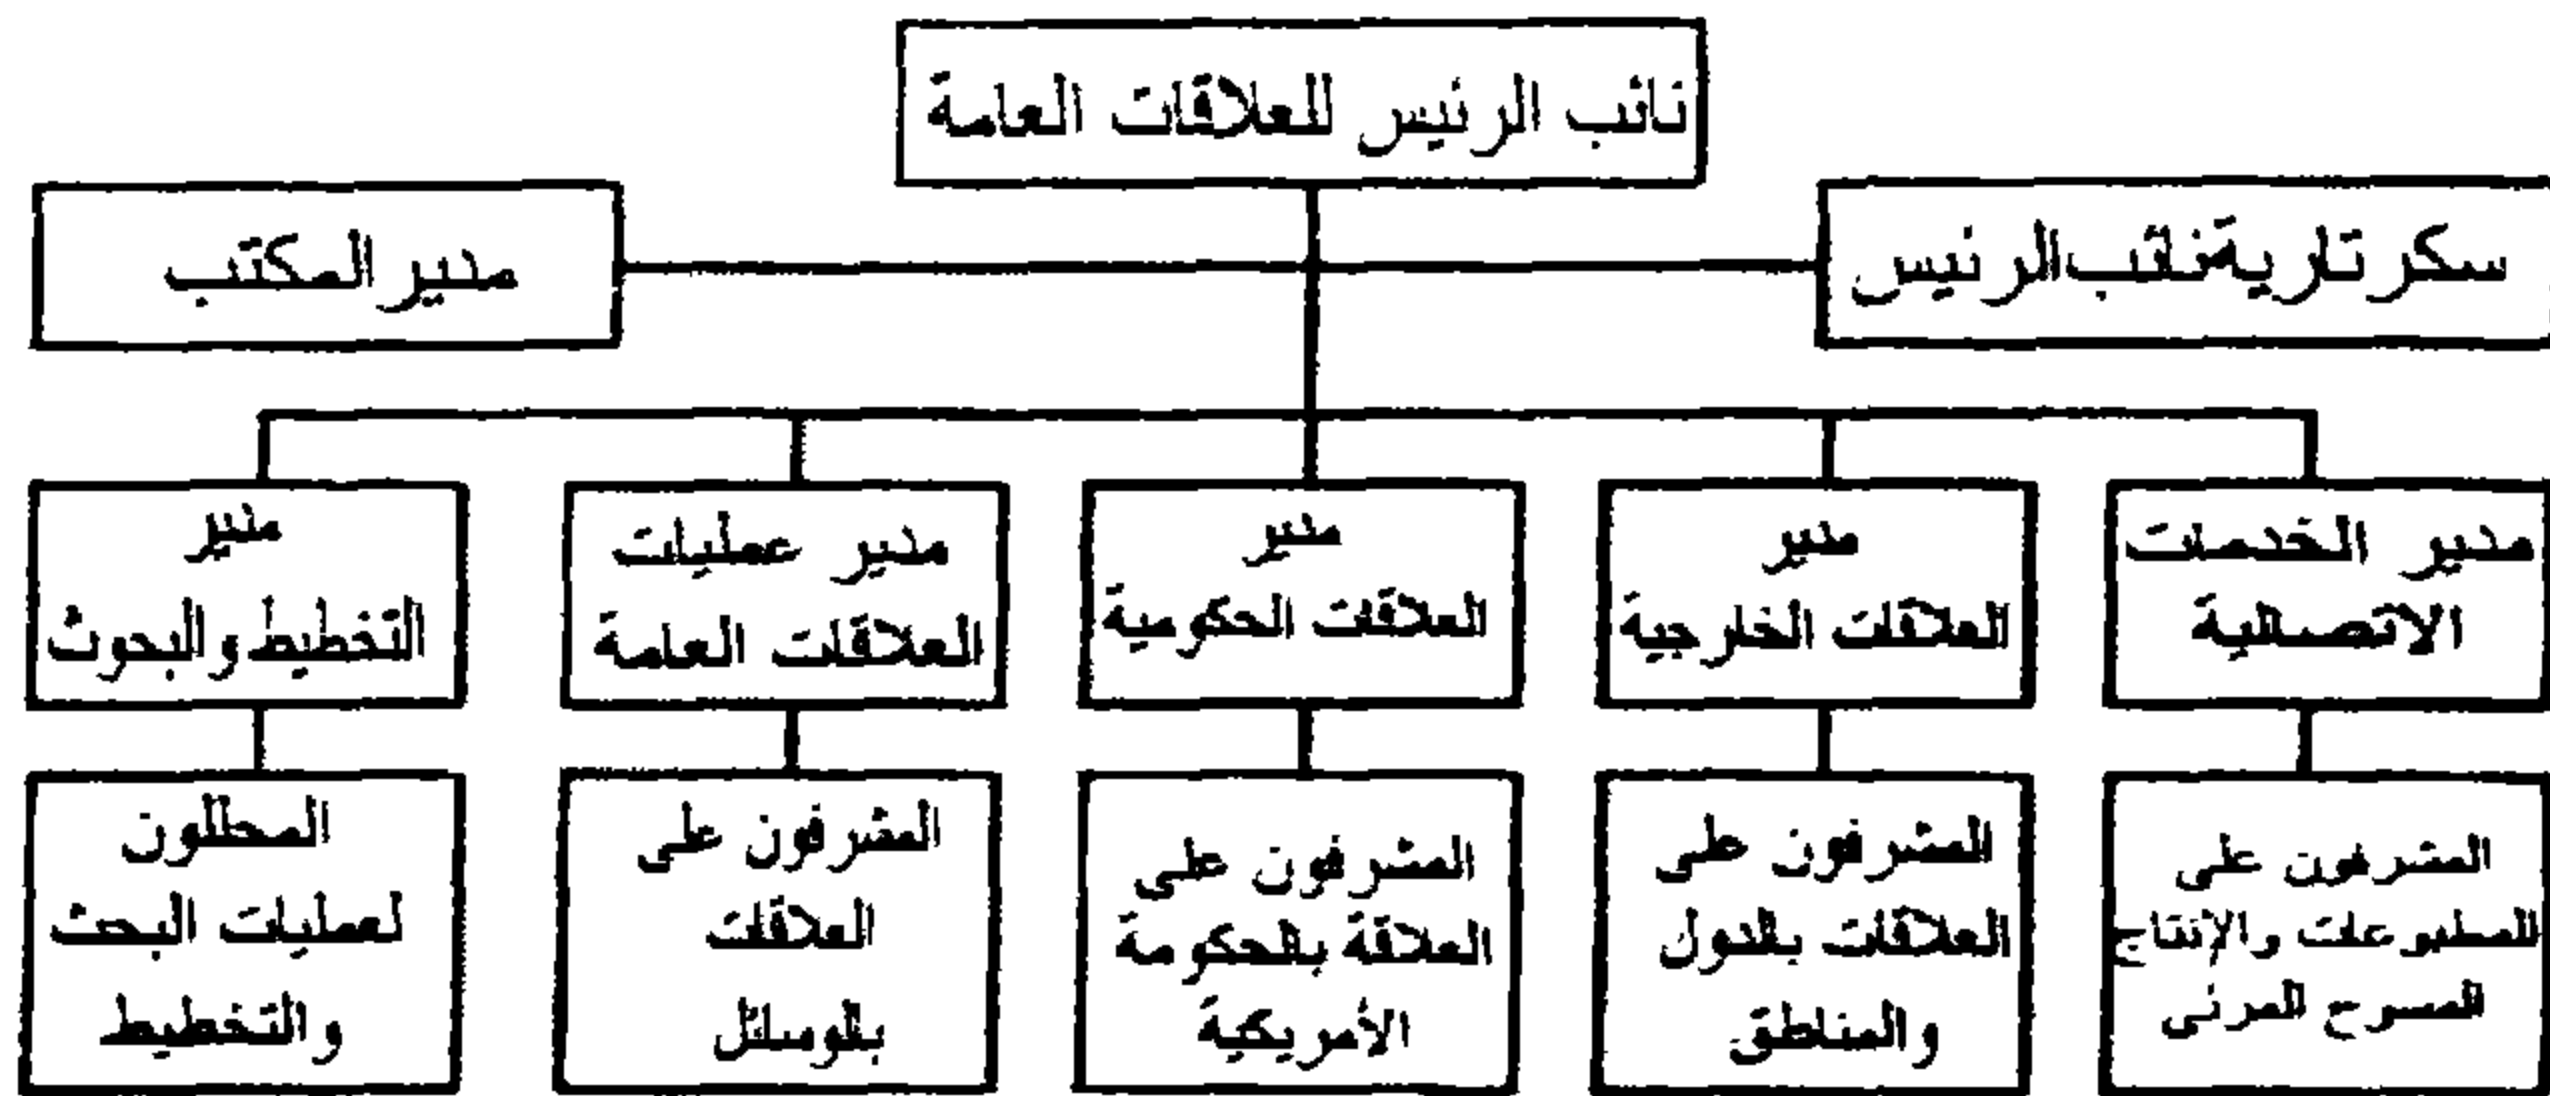 نائب الرئيس للعلاقات العامة
سكرتارية نائب الرئيس
مدير المكتب
مدير الخدمات
الاتصالية
مدير
العلاقات الخارجية
مدير
العلاقات الحكومية
مدير عمليات
العلاقات العامة
مدير
التخطيط والبحوث
المشرفون على
المطبوعات والإنتاج
المسرح المرئى
المشرفون على
العلاقات بالدول
والمناطق
المشرفون على
العلاقة بالحكومة
الأمريكية
المشرفون على
العلاقات
بالوسائل
المحللون
لعمليات البحث
والتخطيط